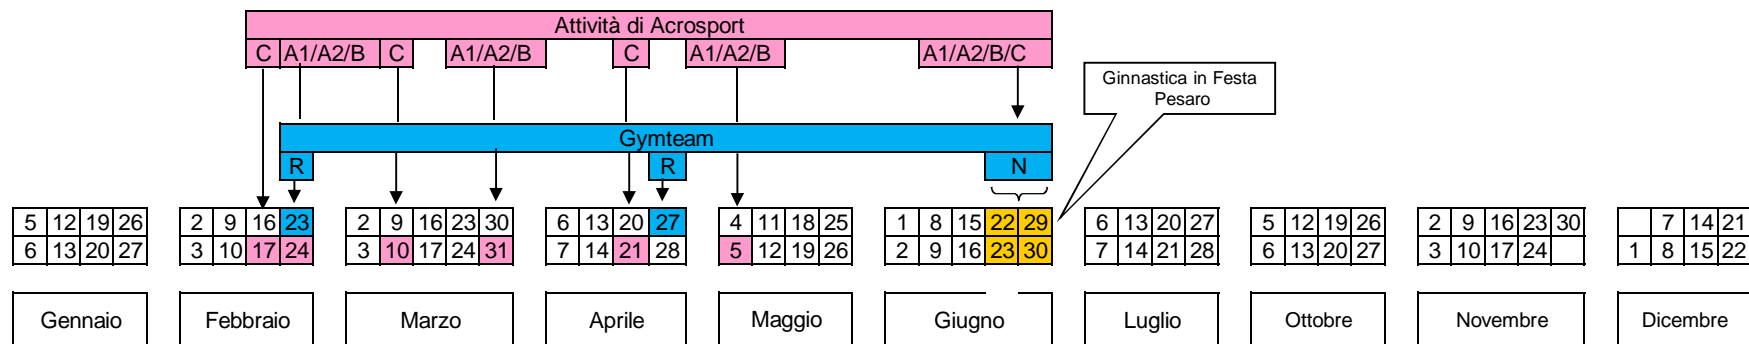 Attività di Acrosport
C A1/A2/B C A1/A2/B C A1/A2/B A1/A2/B/C
Ginnastica in Festa
Pesaro
Gymteam
R R N
5 12 19 26 2 9 16 23 2 9 16 23 30 6 13 20 27 4 11 18 25 1 8 15 22 29 6 13 20 27 5 12 19 26 2 9 16 23 30 7 14 21
6 13 20 27 3 10 17 24 3 10 17 24 31 7 14 21 28 5 12 19 26 2 9 16 23 30 7 14 21 28 6 13 20 27 3 10 17 24 1 8 15 22
Gennaio Febbraio Marzo Aprile Maggio Giugno Luglio Ottobre Novembre Dicembre